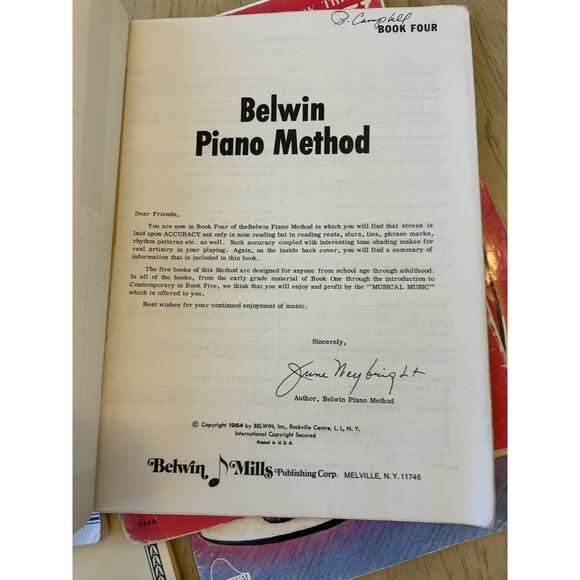 B. Campbell
BOOK FOUR
Belwin
Piano Method
Dear Friends,
You are now in Book Four of theBelwin Piano Method in which you will find that stress is
laid upon ACCURACY not only in note reading but in reading rests, slurs, ties, phrase marks,
rhythm patterns etc. as well. Such accuracy coupled with interesting tone shading makes for
real artistry in your playing. Again, on the inside back cover, you will find a summary of
information that is included in this book.
The five books of this Method are designed for anyone from school age through adulthood.
In all of the books, from the early grade material of Book One through the introduction to
Contemporary in Book Five, we think that you will enjoy and profit by the "MUSICAL MUSIC"
which is offered to you.
Best wishes for your continued enjoyment of music.
Sincerely,
June Weybright
Author, Belwin Piano Method
© Copyright 1964 by BELWIN, Inc., Rockville Centre, L. I., N. Y.
International Copyright Secured
Printed in U. S. A.
Belwin Mills Publishing Corp. MELVILLE, N. Y. 11746